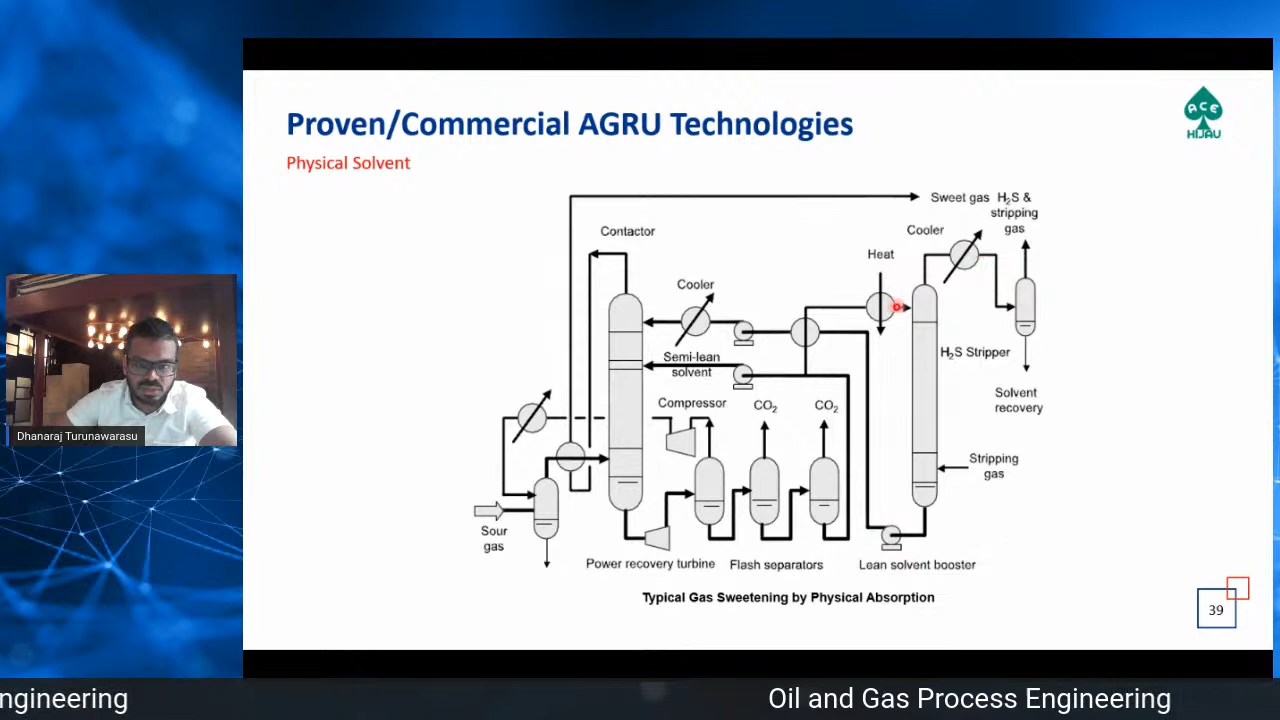 Proven/Commercial AGRU Technologies
Physical Solvent
ACE
HIJAU
Sweet gas
H₂S &
stripping
gas
Contactor
Cooler
Heat
Cooler
Semi-lean
solvent
H₂S Stripper
Solvent
recovery
Compressor
CO₂
CO₂
Stripping
gas
Sour
gas
Power recovery turbine
Flash separators
Lean solvent booster
Typical Gas Sweetening by Physical Absorption
39
Dhanaraj Turunawarasu
ngineering
Oil and Gas Process Engineering